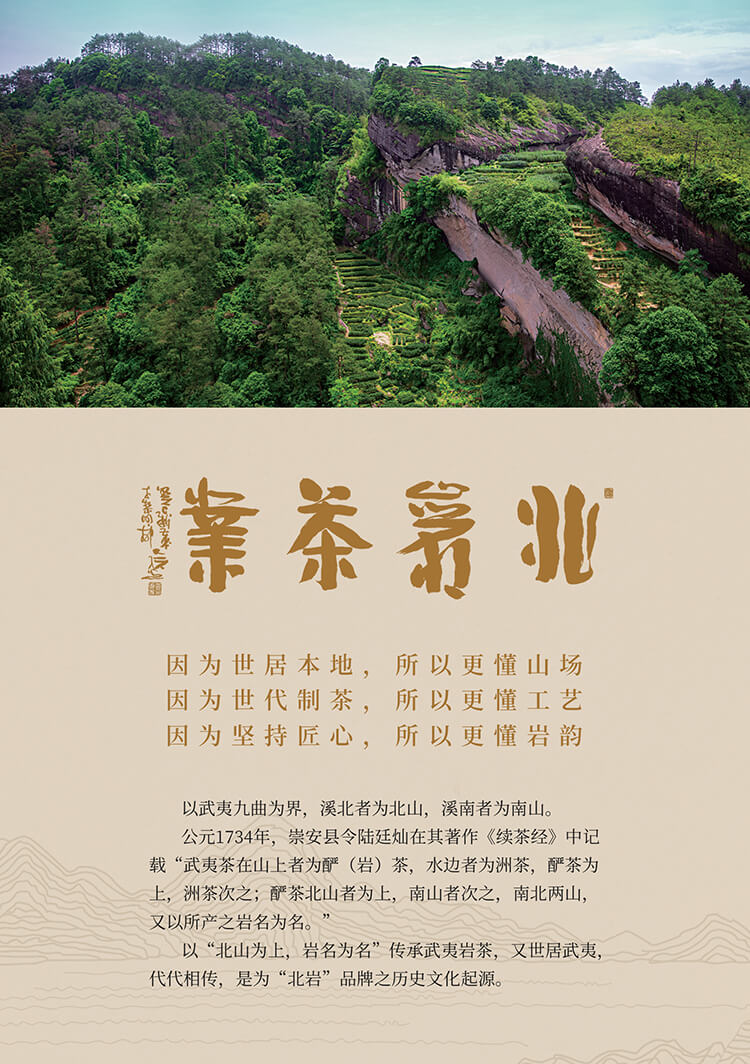 北岩茶業
因为世居本地，所以更懂山场
因为世代制茶，所以更懂工艺
因为坚持匠心，所以更懂岩韵
以武夷九曲为界，溪北者为北山，溪南者为南山。
公元1734年，崇安县令陆廷灿在其著作《续茶经》中记
载“武夷茶在山上者为酽（岩）茶，水边者为洲茶，酽茶为
上，洲茶次之；酽茶北山者为上，南山者次之，南北两山，
又以所产之岩名为名。”
以“北山为上，岩名为名”传承武夷岩茶，又世居武夷，
代代相传，是为“北岩”品牌之历史文化起源。